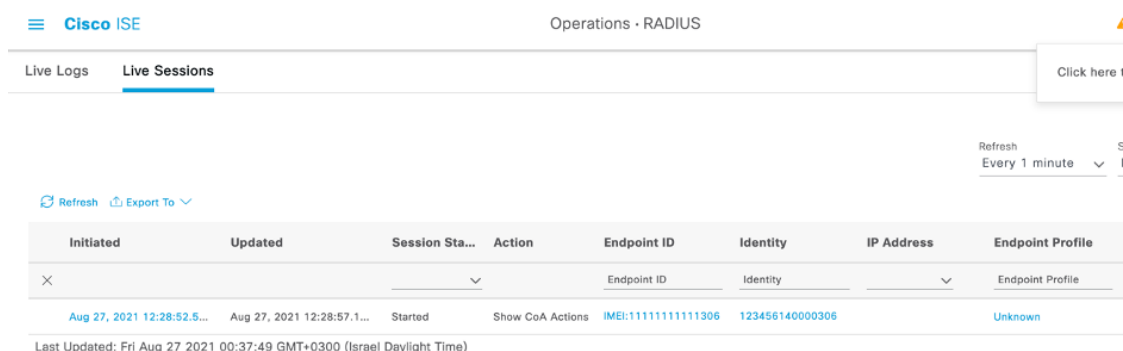 Cisco ISE
Operations · RADIUS
Click here t
Live Logs
Live Sessions
Refresh
S
Every 1 minute
Refresh
Export To
Initiated Updated Session Sta... Action Endpoint ID Identity IP Address Endpoint Profile
Endpoint ID Identity Endpoint Profile
Aug 27, 2021 12:28:52.5... Aug 27, 2021 12:28:57.1... Started Show CoA Actions IMEI:11111111111306 123456140000306 Unknown
Last Updated: Fri Aug 27 2021 00:37:49 GMT+0300 (Israel Daylight Time)